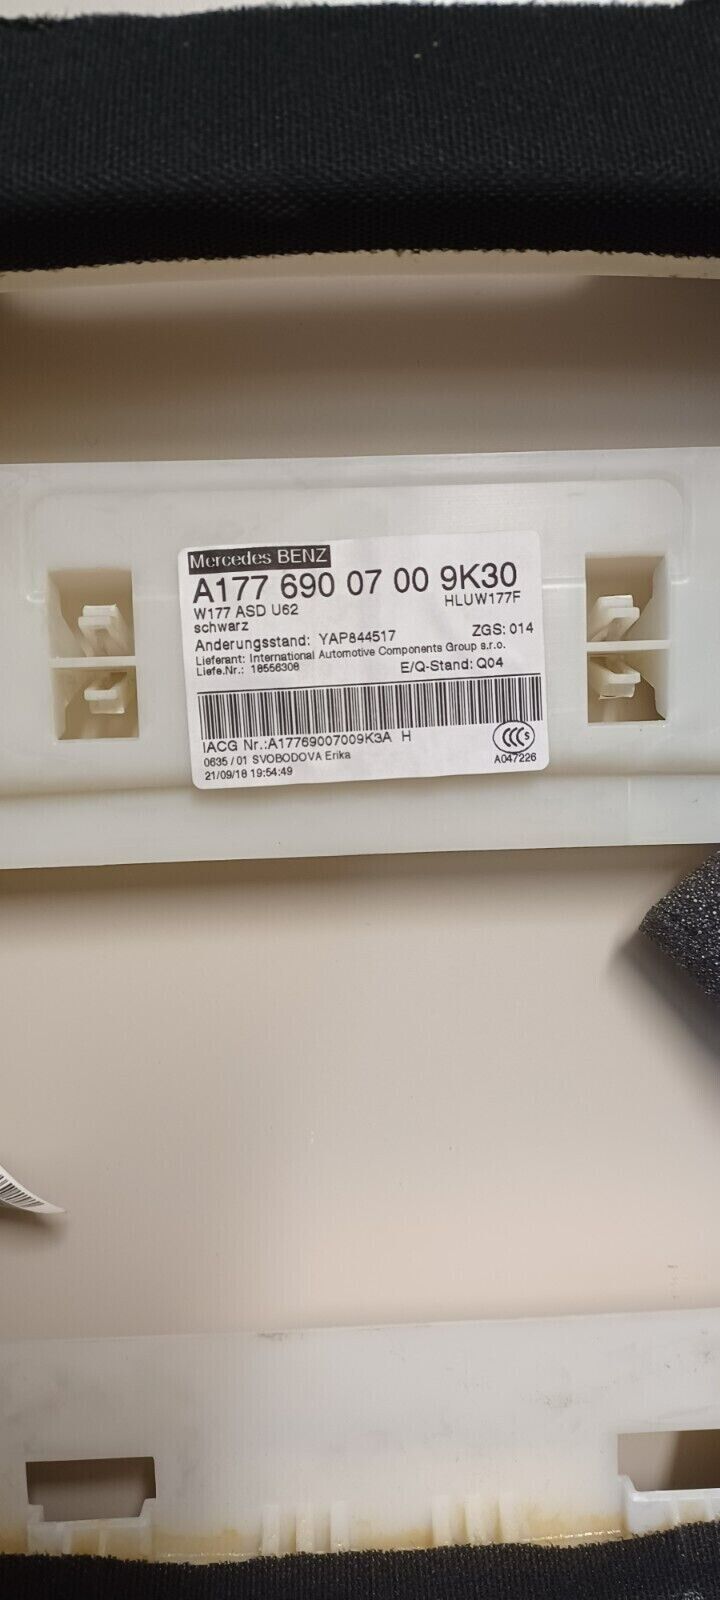 Mercedes BENZ
A177 690 07 00 9K30
W177 ASD U62 HLUW177F
schwarz
Änderungsstand: YAP844517 ZGS: 014
Lieferant: International Automotive Components Group s.r.o.
Liefe.Nr.: 18556308 E/Q-Stand: Q04
IACG Nr.:A17769007009K3A H
0635 / 01 SVOBODOVA Erika
21/09/18 19:54:49
CCC S
A047226